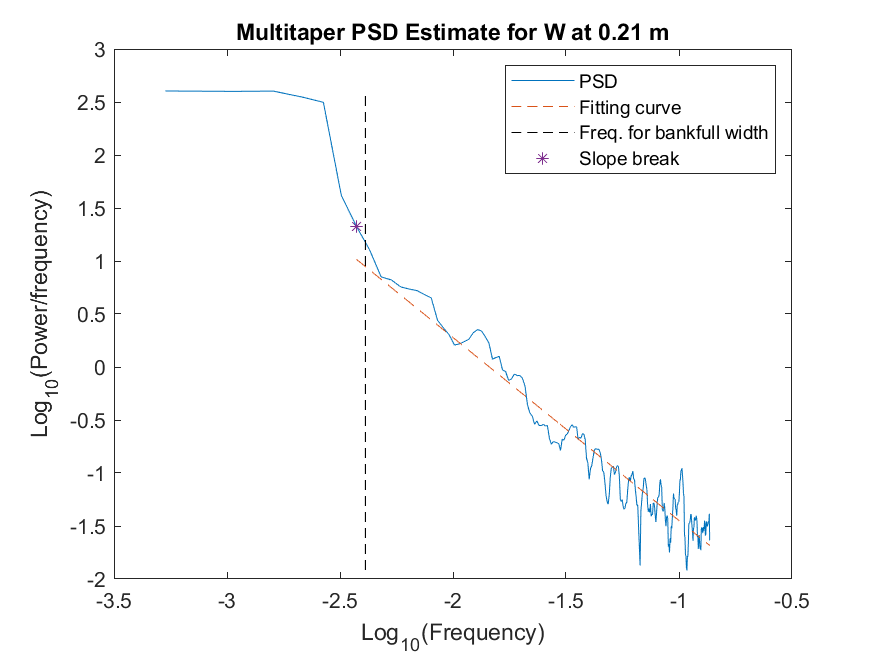 Multitaper PSD Estimate for W at 0.21 m
3
2.5
2
1.5
1
0.5
0
-0.5
-1
-1.5
-2
Log10(Power/frequency)
PSD
Fitting curve
Freq. for bankfull width
Slope break
-3.5 -3 -2.5 -2 -1.5 -1 -0.5
Log10(Frequency)